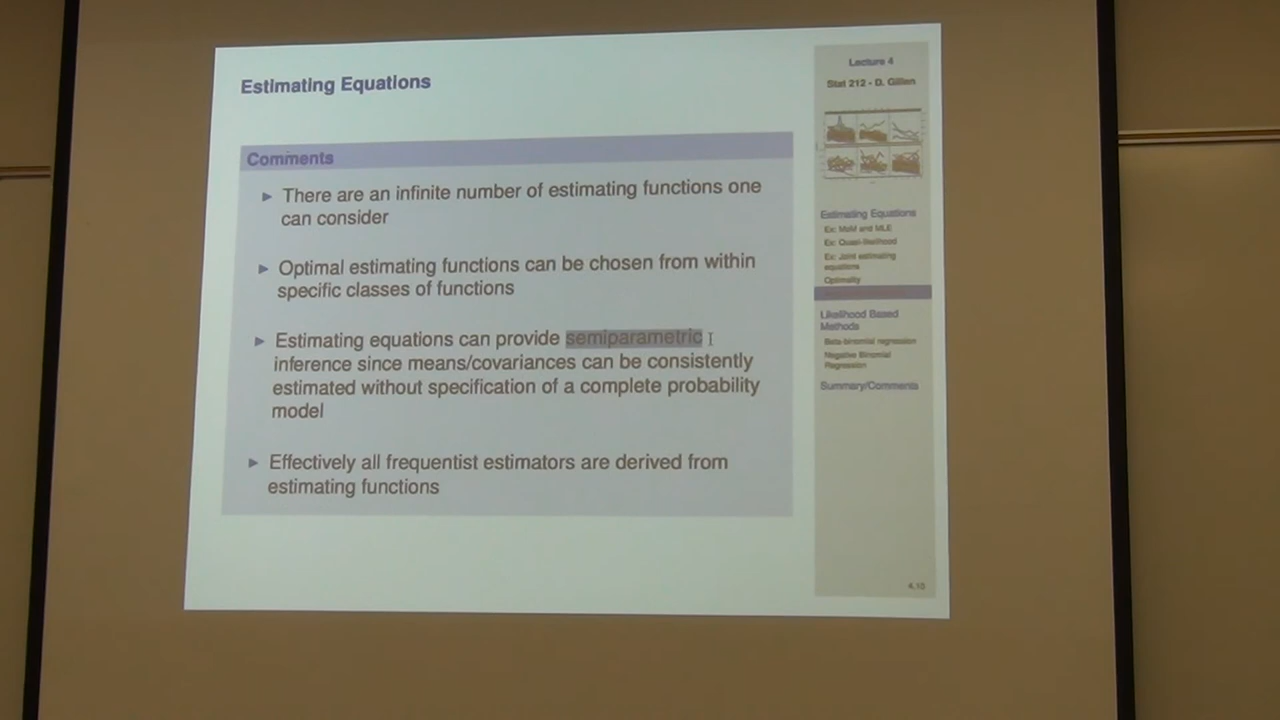 Estimating Equations
Comments
▶ There are an infinite number of estimating functions one
can consider
▶ Optimal estimating functions can be chosen from within
specific classes of functions
▶ Estimating equations can provide semiparametric
inference since means/covariances can be consistently
estimated without specification of a complete probability
model
▶ Effectively all frequentist estimators are derived from
estimating functions
Lecture 4
Stat 212 - D. Gillen
Estimating Equations
Ex: MoM and MLE
Ex: Quasi-likelihood
Ex: Joint estimating
equations
Optimality
Likelihood Based
Methods
Beta-binomial regression
Negative Binomial
Regression
Summary/Comments